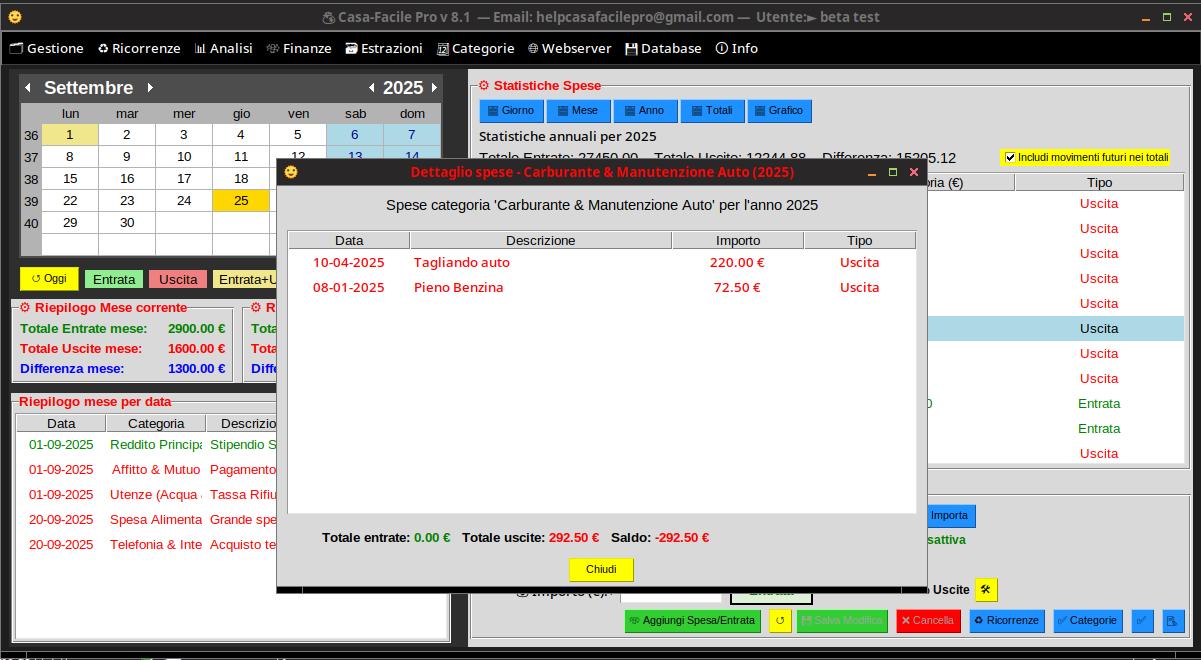 Casa-Facile Pro v 8.1 — Email: helpcasafacilepro@gmail.com — Utente:► beta test
Gestione Ricorrenze Analisi Finanze Estrazioni Categorie Webserver Database Info
Settembre 2025
lun mar mer gio ven sab dom
36 1 2 3 4 5 6 7
37 8 9 10 11 12 13 14
38 15 16 17 18
39 22 23 24 25
40 29 30
Oggi Entrata Uscita Entrata+U
Riepilogo Mese corrente
Totale Entrate mese: 2900.00 €
Totale Uscite mese: 1600.00 €
Differenza mese: 1300.00 €
Riepilogo mese per data
Data Categoria Descrizio
01-09-2025 Reddito Principa Stipendio S
01-09-2025 Affitto & Mutuo Pagamento
01-09-2025 Utenze (Acqua Tassa Rifiu
20-09-2025 Spesa Alimenta Grande spe
20-09-2025 Telefonia & Inte Acquisto te
Statistiche Spese
Giorno Mese Anno Totali Grafico
Statistiche annuali per 2025
Totale Entrate: 27450.00 Totale Uscite: 12244.88 Differenza: 15205.12
Includi movimenti futuri nei totali
ria (€) Tipo
Uscita
Uscita
Uscita
Uscita
Uscita
Uscita
Uscita
Uscita
Entrata
Entrata
Uscita
Dettaglio spese - Carburante & Manutenzione Auto (2025)
Spese categoria 'Carburante & Manutenzione Auto' per l'anno 2025
Data Descrizione Importo Tipo
10-04-2025 Tagliando auto 220.00 € Uscita
08-01-2025 Pieno Benzina 72.50 € Uscita
Totale entrate: 0.00 € Totale uscite: 292.50 € Saldo: -292.50 €
Chiudi
Importa
sattiva
Importo (€):
Uscite
Aggiungi Spesa/Entrata Salva Modifica Cancella Ricorrenze Categorie